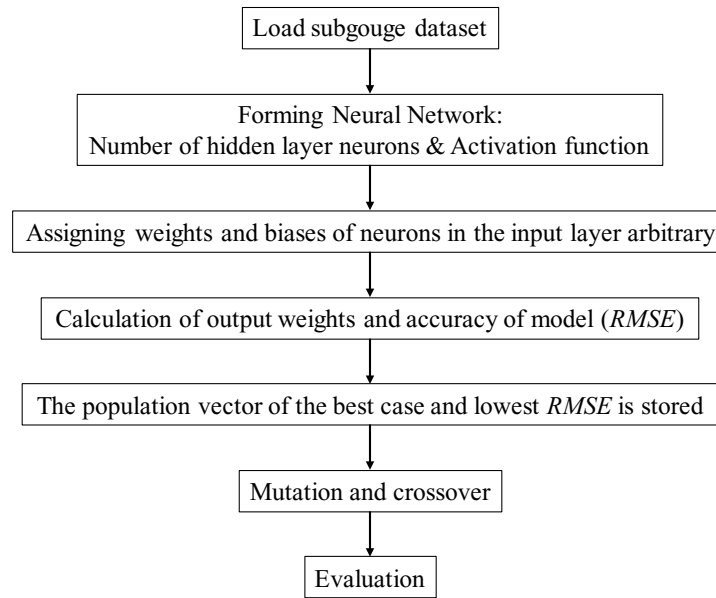 Load subgouge dataset
Forming Neural Network:
Number of hidden layer neurons & Activation function
Assigning weights and biases of neurons in the input layer arbitrary
Calculation of output weights and accuracy of model (RMSE)
The population vector of the best case and lowest RMSE is stored
Mutation and crossover
Evaluation